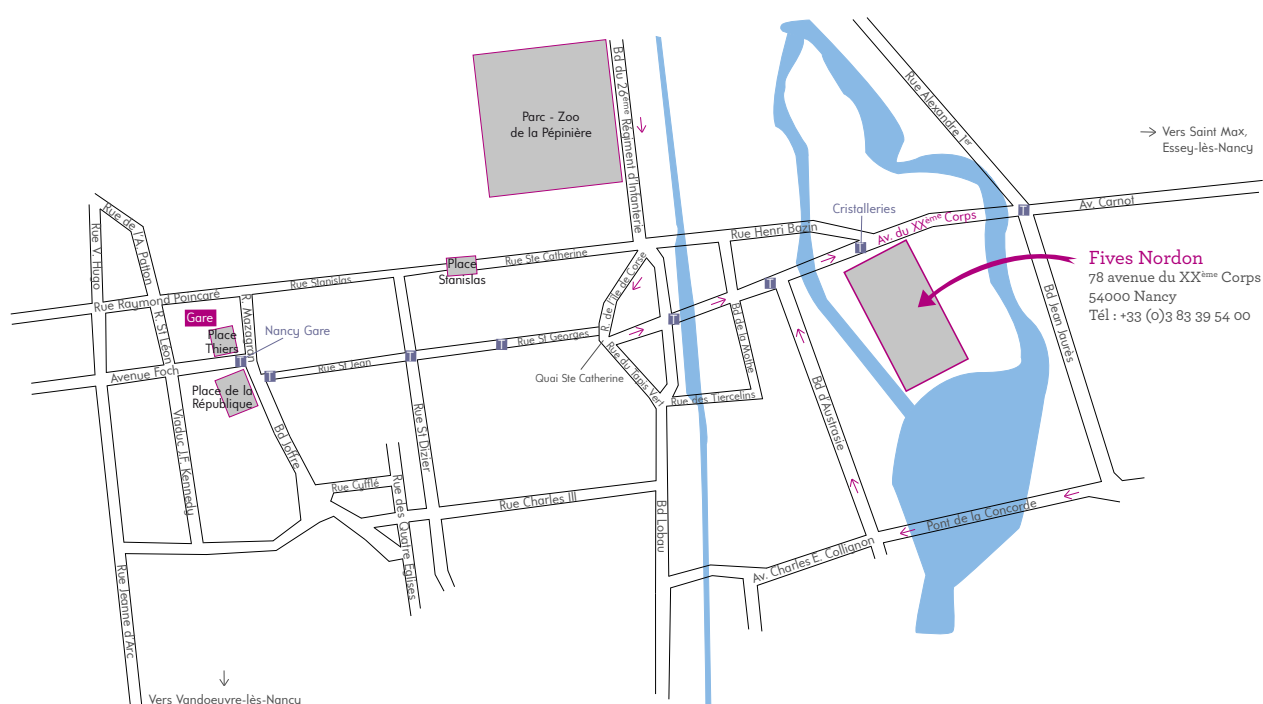 Parc - Zoo
de la Pépinière
Bd du 26ème Régiment d'Infanterie
Rue Alexandre 1er
→ Vers Saint Max,
Essey-lès-Nancy
Rue de l'A. Patton
Rue V. Hugo
Cristalleries
Av. du XXème Corps
Av. Carnot
Rue Henri Bazin
Place
Stanislas
Rue Ste Catherine
Rue Stanislas
Rue Raymond Poincaré
Fives Nordon
78 avenue du XXème Corps
54000 Nancy
Tél : +33 (0)3 83 39 54 00
R. de l'Ile de Corse
R. Mazagran
R. St Léon
Gare
Place
Thiers
Nancy Gare
Bd Jean Jaurès
T
T
T
T
T
T
T
T
Rue St Georges
Rue St Jean
Avenue Foch
Quai Ste Catherine
Rue du Tapis Vert
Bd de la Mothe
Rue des Tiercelins
Place de la
République
Bd d'Austrasie
Viaduc J.F. Kennedy
Bd Joffre
Rue St Dizier
Rue Cyfflé
Rue des Quatre Eglises
Rue Charles III
Bd Lobau
Pont de la Concorde
Av. Charles E. Collignon
Rue Jeanne d'Arc
Vers Vandoeuvre-lès-Nancy